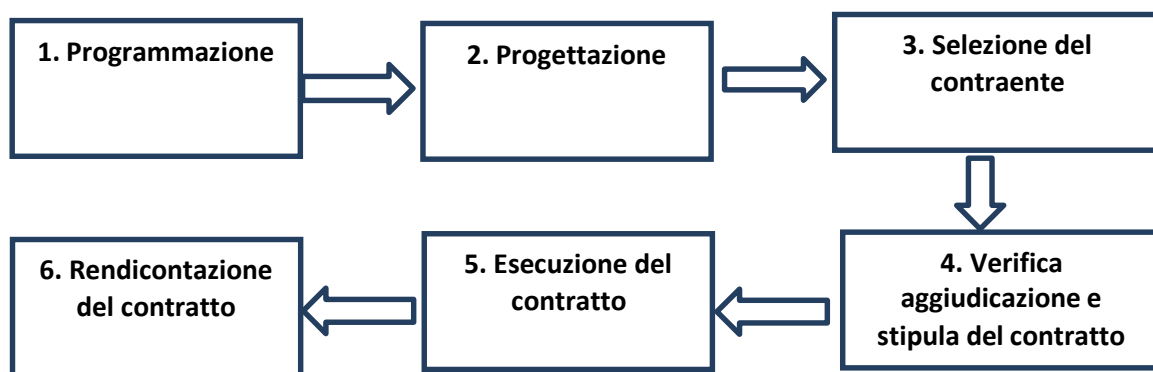 1. Programmazione
2. Progettazione
3. Selezione del
contraente
4. Verifica
aggiudicazione e
stipula del contratto
5. Esecuzione del
contratto
6. Rendicontazione
del contratto